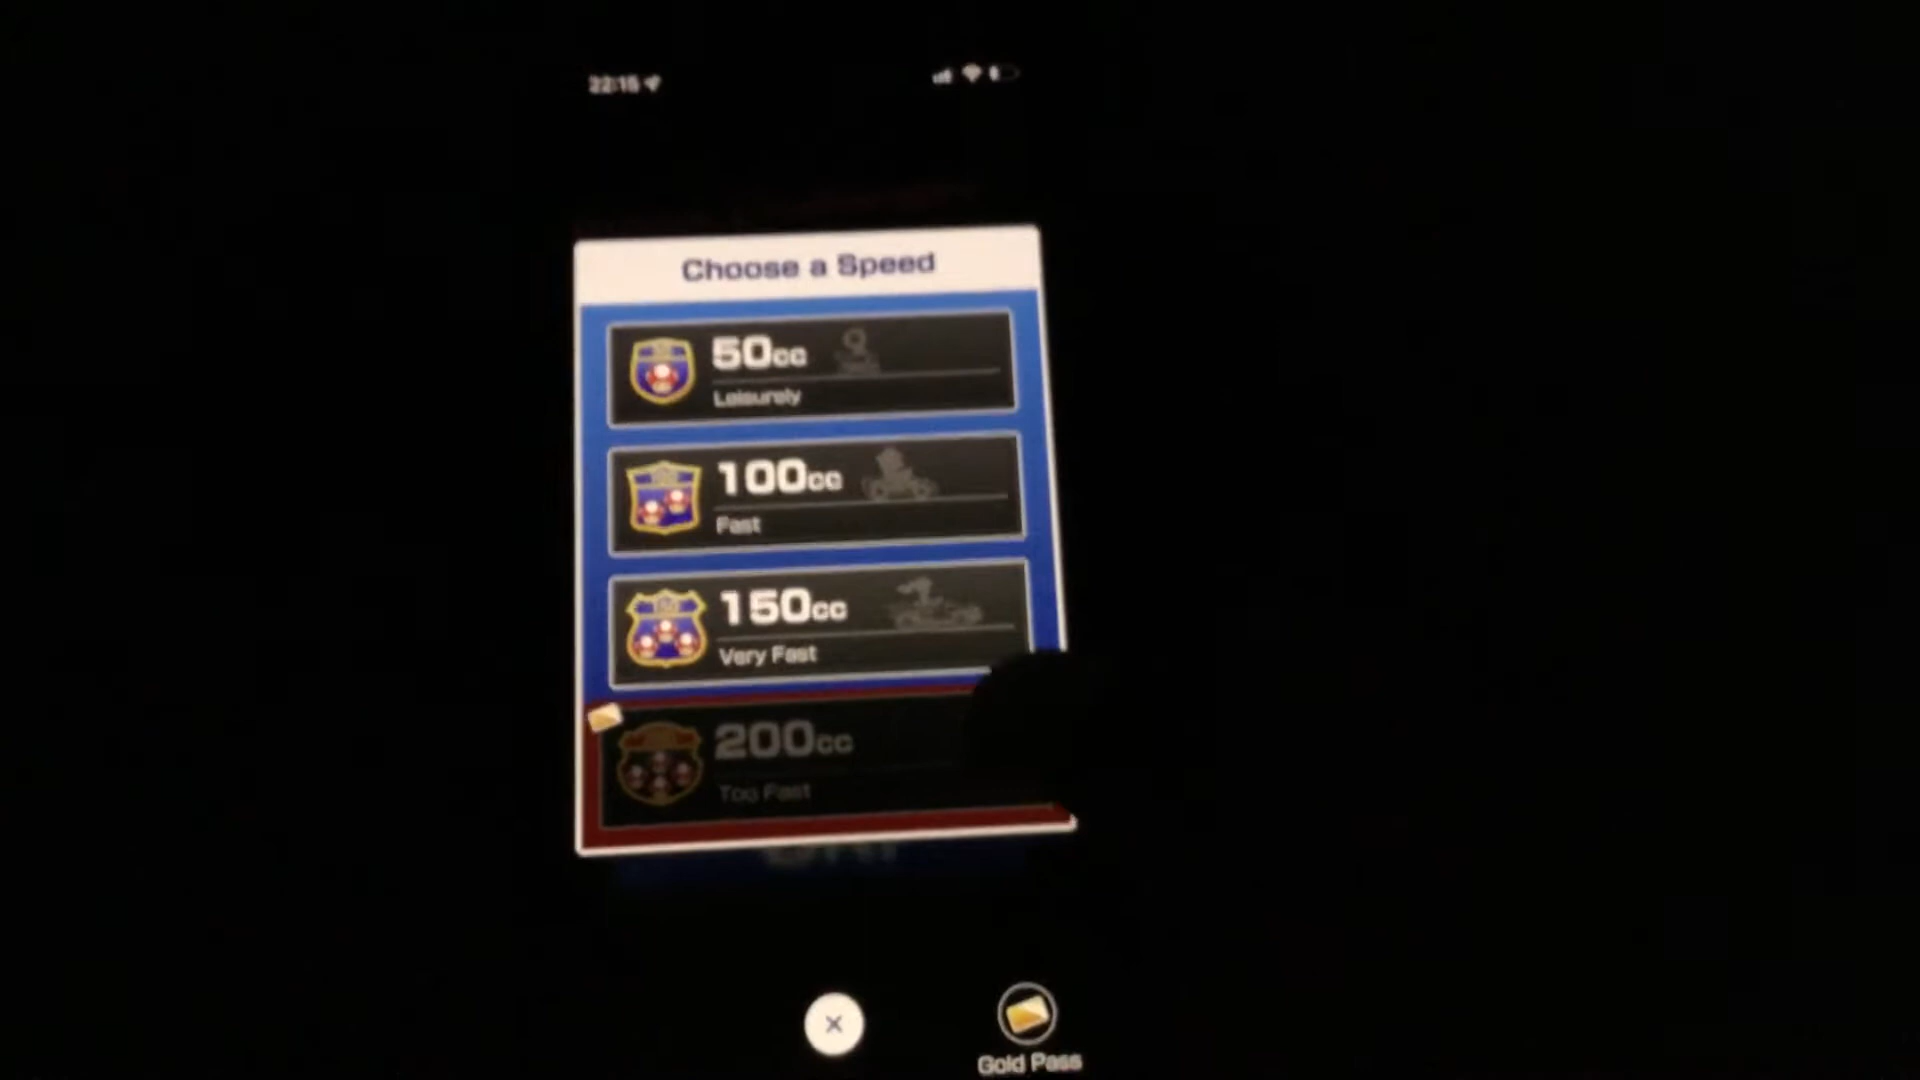 22:15
Choose a Speed
50cc
Leisurely
100cc
Fast
150cc
Very Fast
200cc
Too Fast
Gold Pass